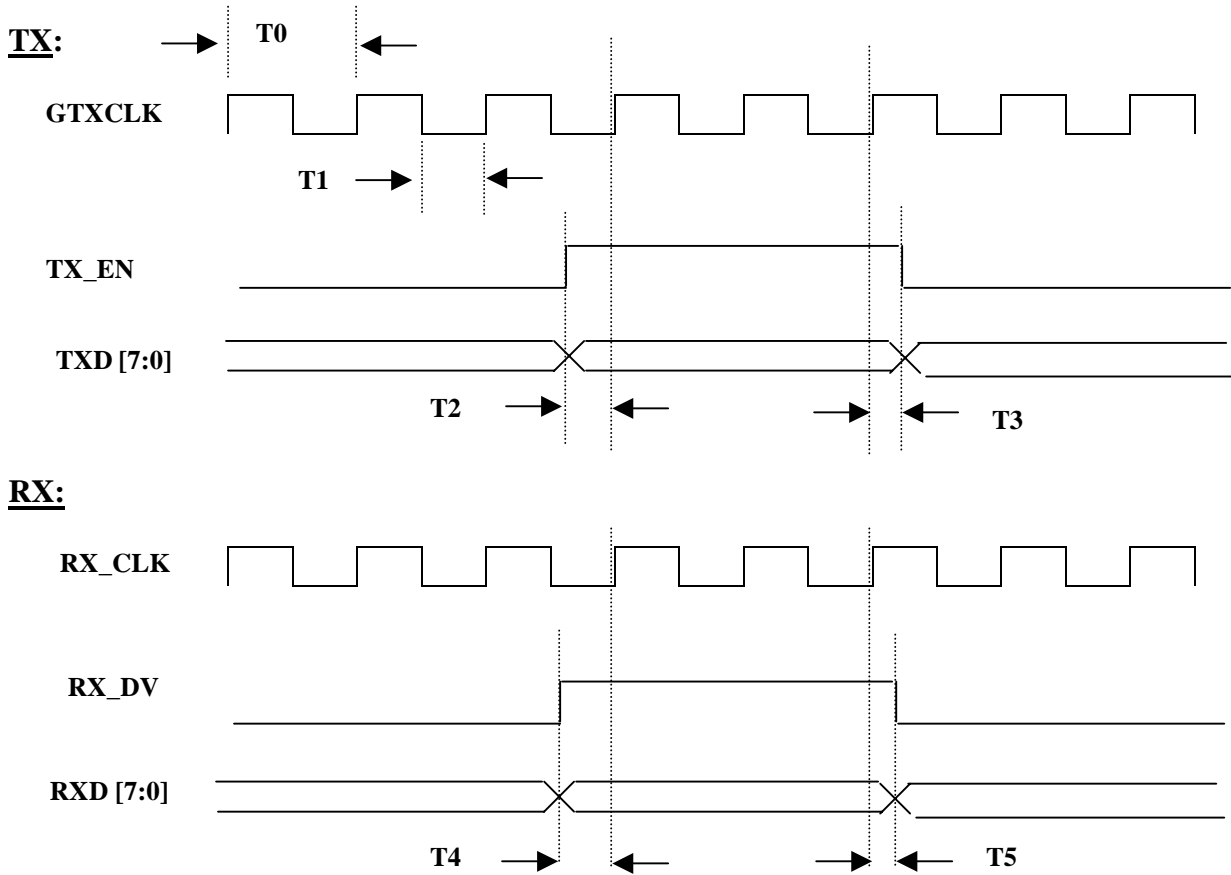 TX:
T0
GTXCLK
T1
TX_EN
TXD [7:0]
T2
T3
RX:
RX_CLK
RX_DV
RXD [7:0]
T4
T5